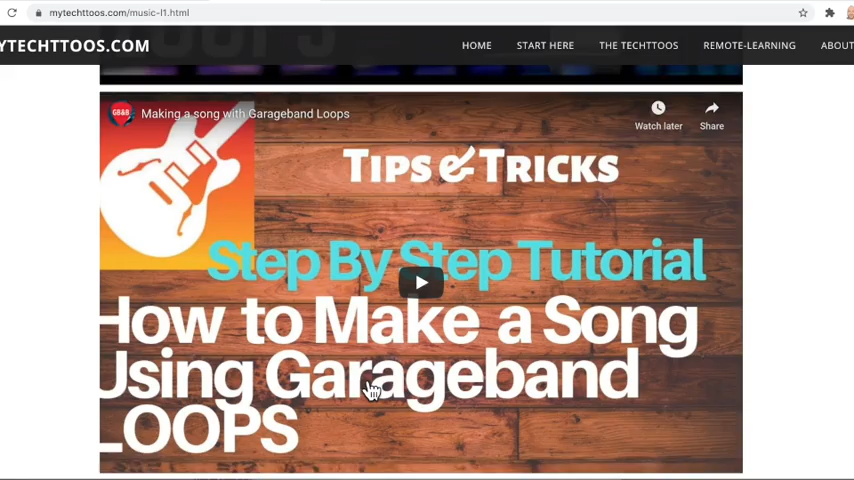 mytechttoos.com/music-l1.html
YTECHTTOOS.COM
HOME START HERE THE TECHTTOOS REMOTE-LEARNING ABOUT
GB&B
Making a song with Garageband Loops
Watch later
Share
TIPS & TRICKS
Step By Step Tutorial
How to Make a Song
Using Garageband
LOOPS